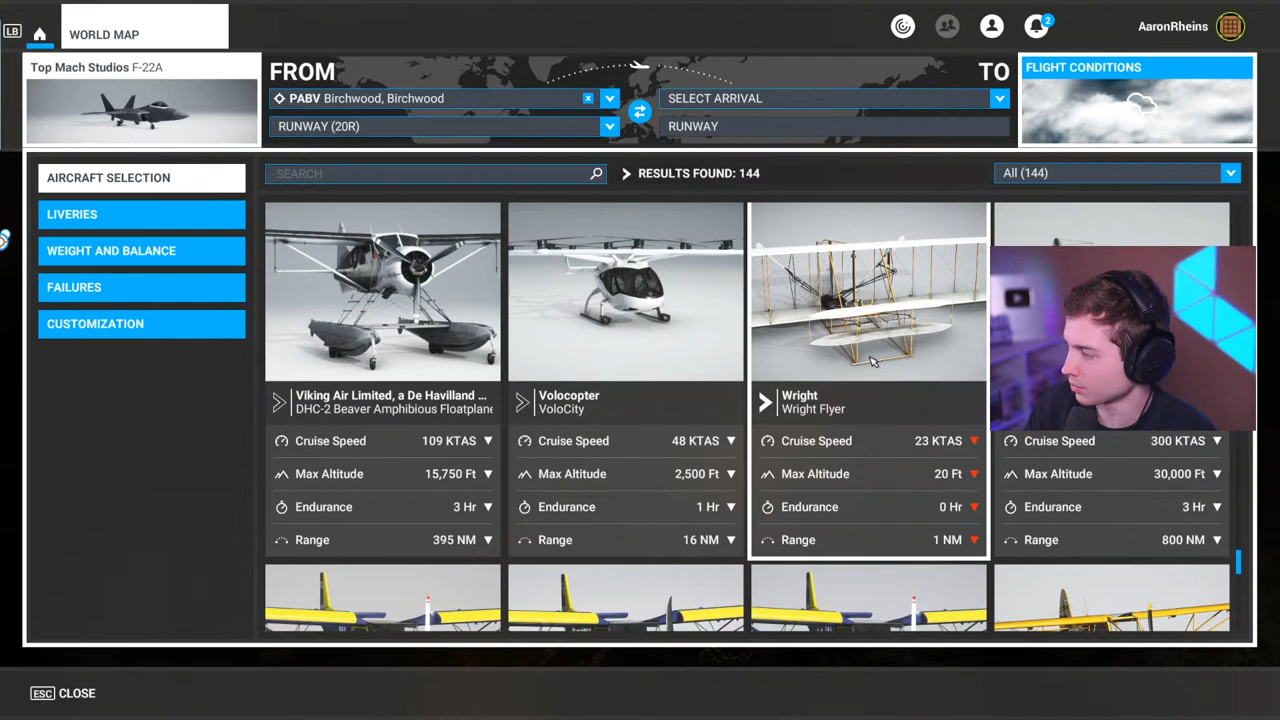 LB
WORLD MAP
2
AaronRheins
Top Mach Studios F-22A
FROM
TO
FLIGHT CONDITIONS
PABV Birchwood, Birchwood
x
SELECT ARRIVAL
RUNWAY (20R)
RUNWAY
AIRCRAFT SELECTION
LIVERIES
WEIGHT AND BALANCE
FAILURES
CUSTOMIZATION
SEARCH
RESULTS FOUND: 144
All (144)
Viking Air Limited, a De Havilland ...
DHC-2 Beaver Amphibious Floatplane
Cruise Speed 109 KTAS
Max Altitude 15,750 Ft
Endurance 3 Hr
Range 395 NM
Volocopter
VoloCity
Cruise Speed 48 KTAS
Max Altitude 2,500 Ft
Endurance 1 Hr
Range 16 NM
Wright
Wright Flyer
Cruise Speed 23 KTAS
Max Altitude 20 Ft
Endurance 0 Hr
Range 1 NM
Cruise Speed 300 KTAS
Max Altitude 30,000 Ft
Endurance 3 Hr
Range 800 NM
ESC CLOSE